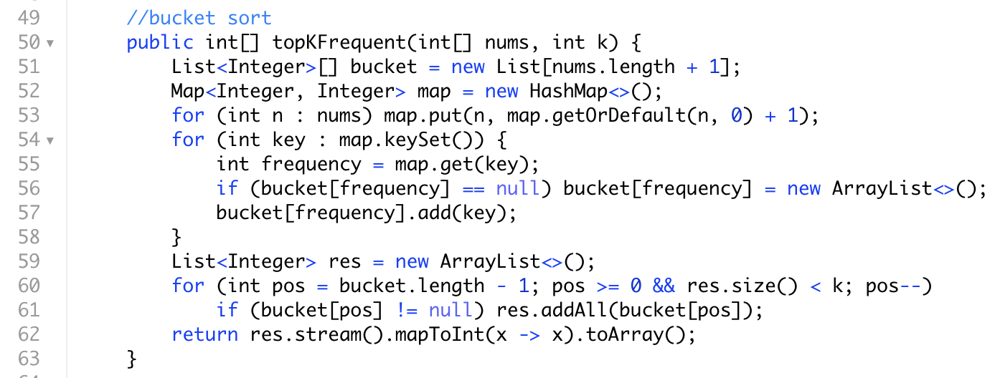 49 //bucket sort
50 ▾ public int[] topKFrequent(int[] nums, int k) {
51 List<Integer>[] bucket = new List[nums.length + 1];
52 Map<Integer, Integer> map = new HashMap<>();
53 for (int n : nums) map.put(n, map.getOrDefault(n, 0) + 1);
54 ▾ for (int key : map.keySet()) {
55 int frequency = map.get(key);
56 if (bucket[frequency] == null) bucket[frequency] = new ArrayList<>();
57 bucket[frequency].add(key);
58 }
59 List<Integer> res = new ArrayList<>();
60 for (int pos = bucket.length - 1; pos >= 0 && res.size() < k; pos--)
61 if (bucket[pos] != null) res.addAll(bucket[pos]);
62 return res.stream().mapToInt(x -> x).toArray();
63 }